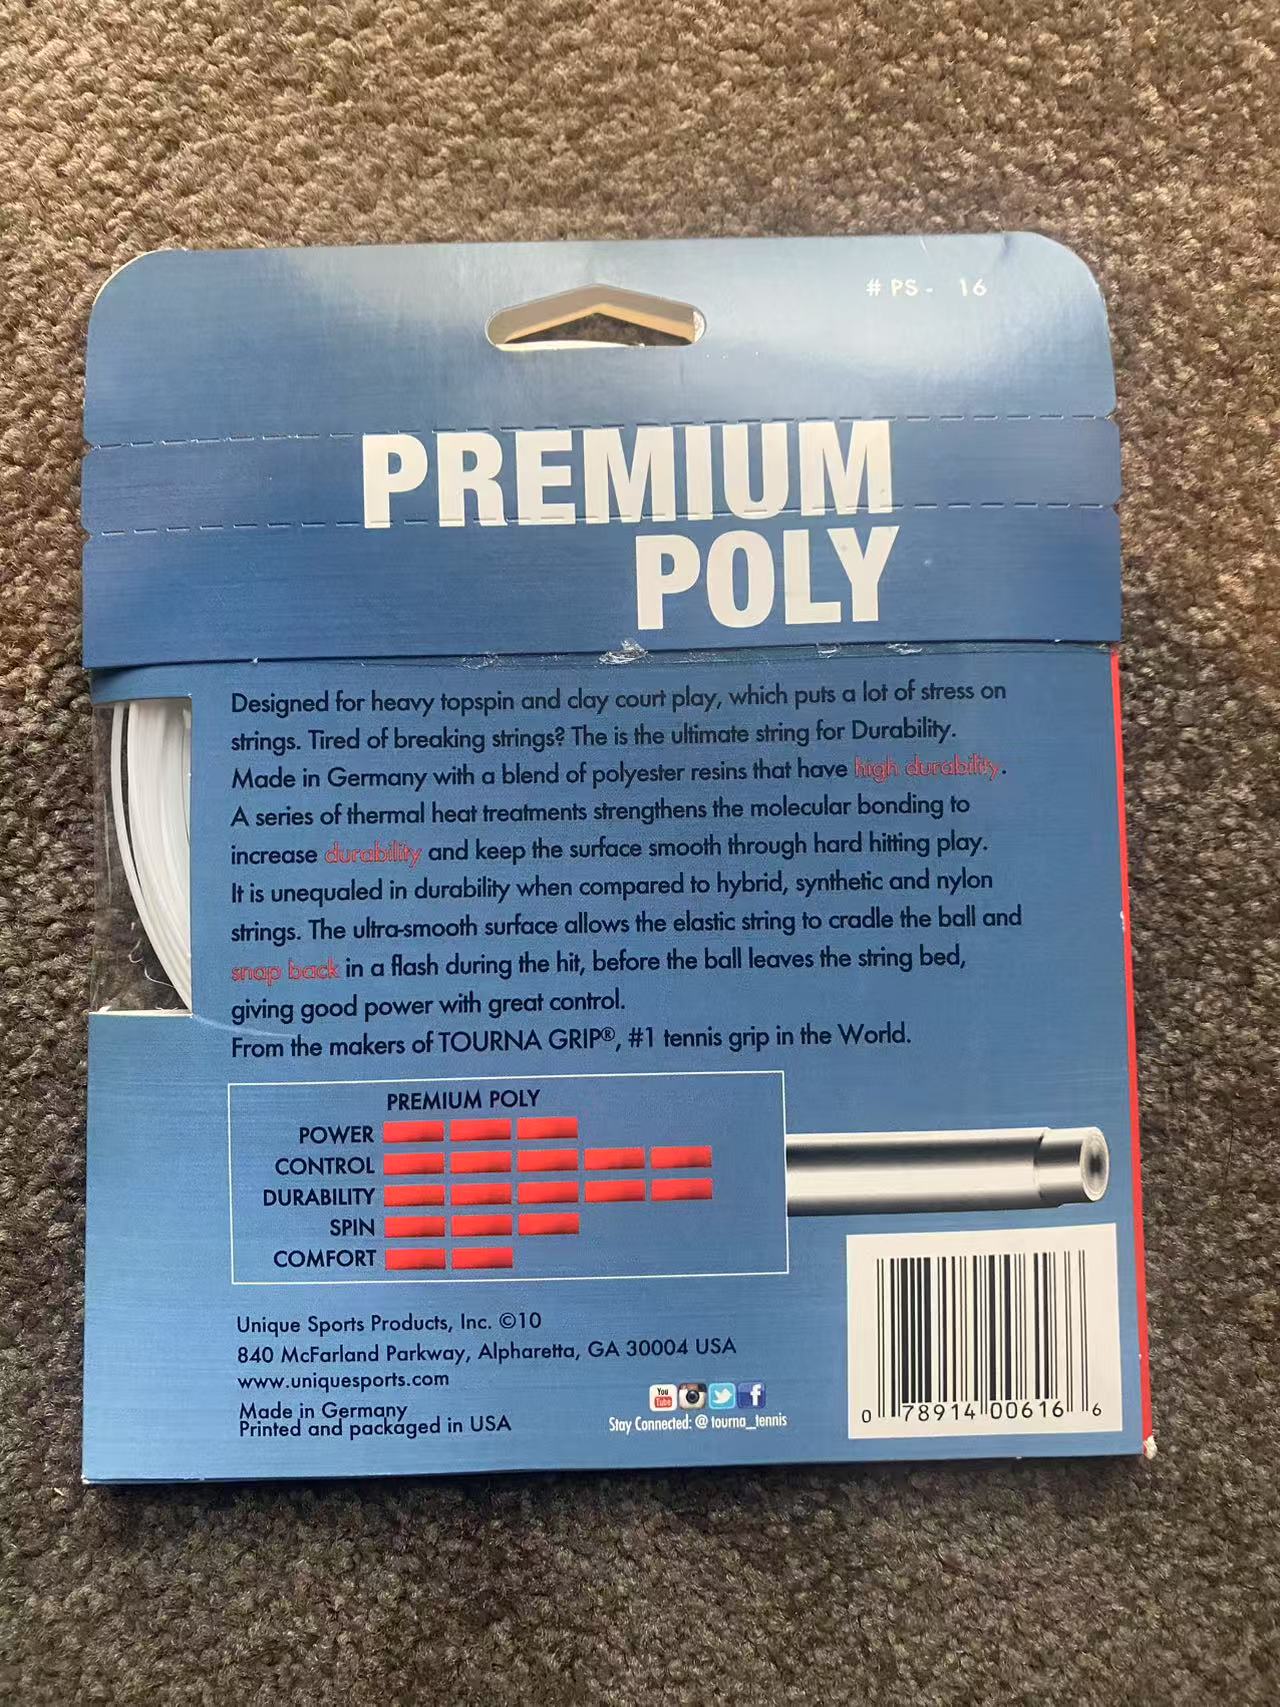 # PS - 16
PREMIUM
POLY
Designed for heavy topspin and clay court play, which puts a lot of stress on
strings. Tired of breaking strings? The is the ultimate string for Durability.
Made in Germany with a blend of polyester resins that have high durability.
A series of thermal heat treatments strengthens the molecular bonding to
increase durability and keep the surface smooth through hard hitting play.
It is unequaled in durability when compared to hybrid, synthetic and nylon
strings. The ultra-smooth surface allows the elastic string to cradle the ball and
snap back in a flash during the hit, before the ball leaves the string bed,
giving good power with great control.
From the makers of TOURNA GRIP®, #1 tennis grip in the World.
PREMIUM POLY
POWER
CONTROL
DURABILITY
SPIN
COMFORT
Unique Sports Products, Inc. ©10
840 McFarland Parkway, Alpharetta, GA 30004 USA
www.uniquesports.com
Made in Germany
Printed and packaged in USA
You Tube
f
Stay Connected: @ tourna_tennis
0 78914 00616 6